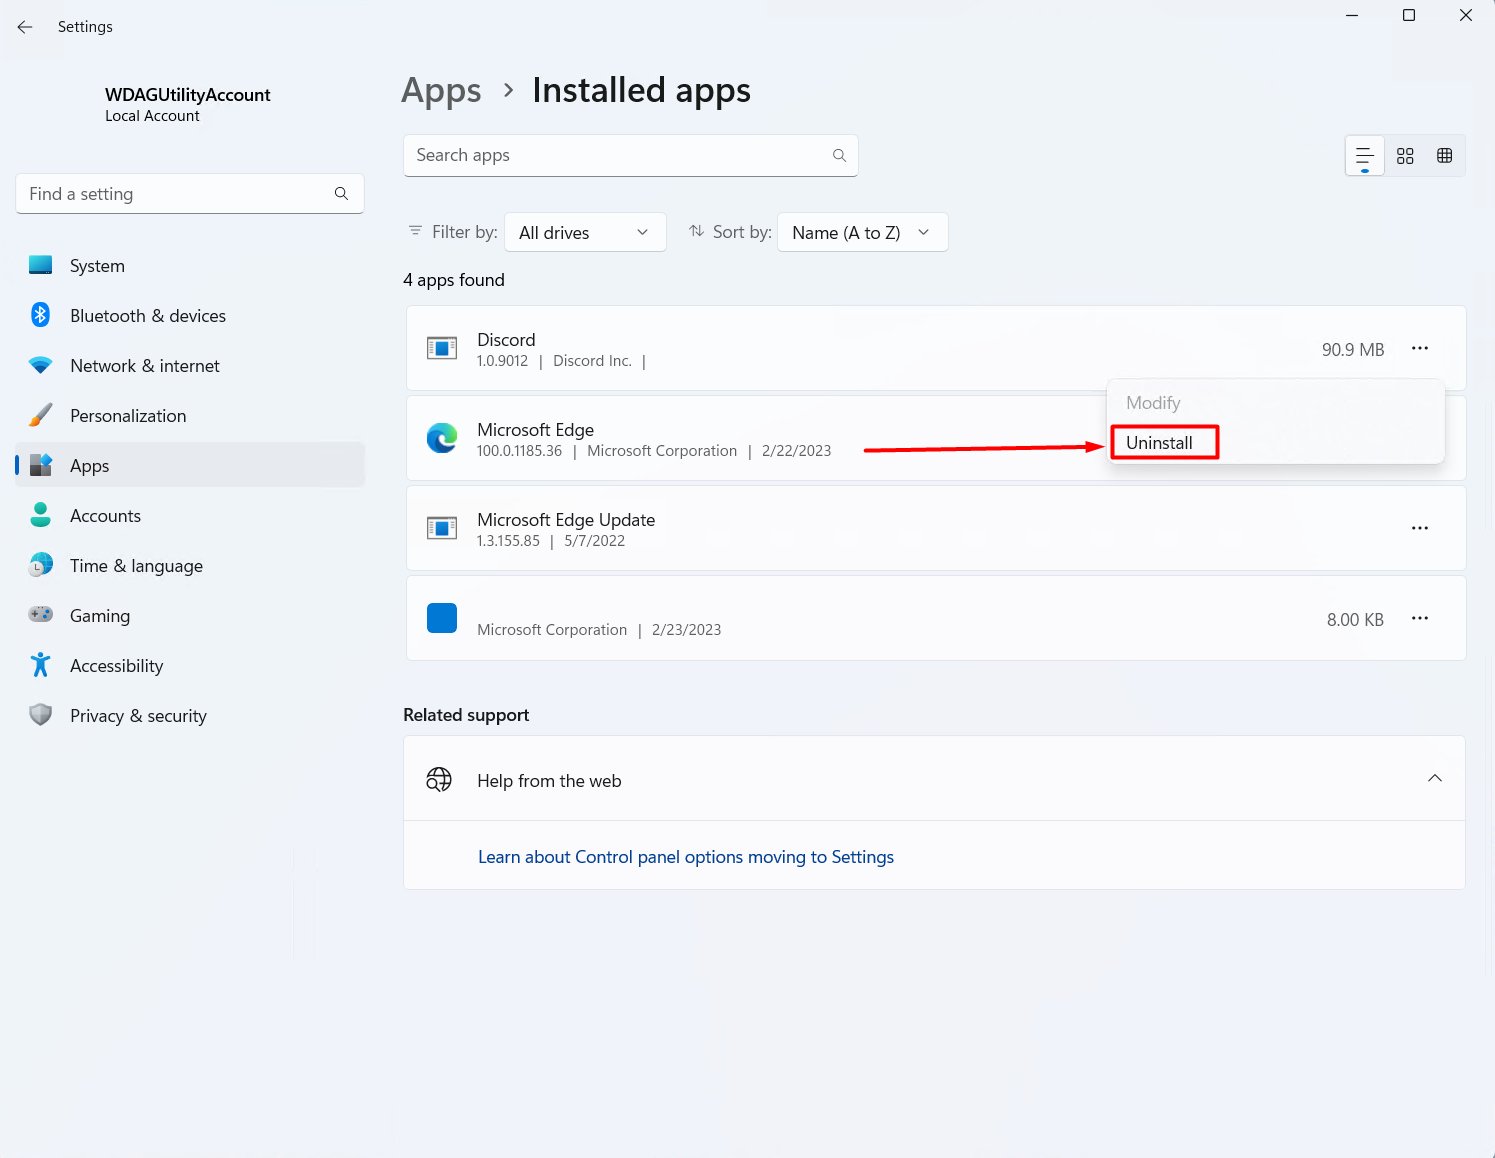 Settings
WDAGUtilityAccount
Local Account
Find a setting
System
Bluetooth & devices
Network & internet
Personalization
Apps
Accounts
Time & language
Gaming
Accessibility
Privacy & security
Apps > Installed apps
Search apps
Filter by: All drives Sort by: Name (A to Z)
4 apps found
Discord
1.0.9012 | Discord Inc. |
90.9 MB
Modify
Uninstall
Microsoft Edge
100.0.1185.36 | Microsoft Corporation | 2/22/2023
Microsoft Edge Update
1.3.155.85 | 5/7/2022
Microsoft Corporation | 2/23/2023
8.00 KB
Related support
Help from the web
Learn about Control panel options moving to Settings